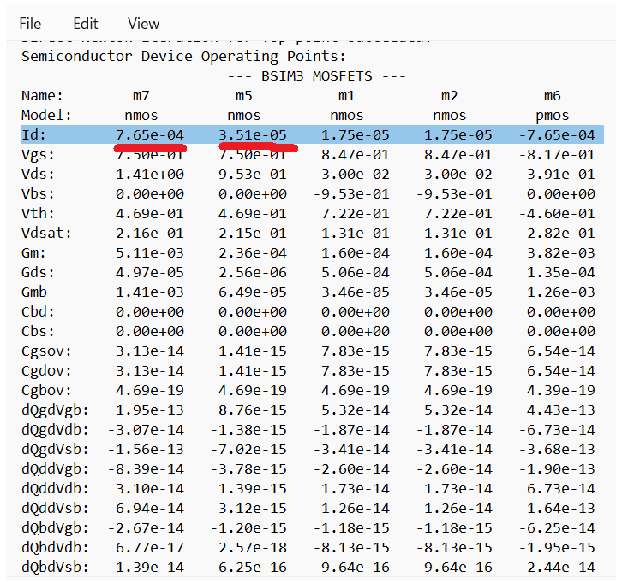 File Edit View
Semiconductor Device Operating Points:
--- BSIM3 MOSFETS ---
Name: m7 m5 m1 m2 m6
Model: nmos nmos nmos nmos pmos
Id: 7.65e-04 3.51e-05 1.75e-05 1.75e-05 -7.65e-04
Vgs: 7.50e-01 7.50e-01 8.47e-01 8.47e-01 -8.17e-01
Vds: 1.41e+00 9.53e-01 3.00e-02 3.00e-02 3.91e-01
Vbs: 0.00e+00 0.00e+00 -9.53e-01 -9.53e-01 0.00e+00
Vth: 4.69e-01 4.69e-01 7.22e-01 7.22e-01 -4.60e-01
Vdsat: 2.16e-01 2.15e-01 1.31e-01 1.31e-01 2.82e-01
Gm: 5.11e-03 2.36e-04 1.60e-04 1.60e-04 3.82e-03
Gds: 4.97e-05 2.56e-06 5.06e-04 5.06e-04 1.35e-04
Gmb 1.41e-03 6.49e-05 3.46e-05 3.46e-05 1.26e-03
Cbd: 0.00e+00 0.00e+00 0.00e+00 0.00e+00 0.00e+00
Cbs: 0.00e+00 0.00e+00 0.00e+00 0.00e+00 0.00e+00
Cgsov: 3.13e-14 1.41e-15 7.83e-15 7.83e-15 6.54e-14
Cgdov: 3.13e-14 1.41e-15 7.83e-15 7.83e-15 6.54e-14
Cgbov: 4.69e-19 4.69e-19 4.69e-19 4.69e-19 4.39e-19
dQgdVgb: 1.95e-13 8.76e-15 5.32e-14 5.32e-14 4.43e-13
dQgdVdb: -3.07e-14 -1.38e-15 -1.87e-14 -1.87e-14 -6.73e-14
dQgdVsb: -1.56e-13 -7.02e-15 -3.41e-14 -3.41e-14 -3.68e-13
dQddVgb: -8.39e-14 -3.78e-15 -2.60e-14 -2.60e-14 -1.90e-13
dQddVdb: 3.10e-14 1.39e-15 1.73e-14 1.73e-14 6.73e-14
dQddVsb: 6.94e-14 3.12e-15 1.26e-14 1.26e-14 1.64e-13
dQbdVgb: -2.67e-14 -1.20e-15 -1.18e-15 -1.18e-15 -6.25e-14
dQbdVdb: 6.77e-17 2.57e-18 -8.13e-15 -8.13e-15 -1.95e-15
dQbdVsb: 1.39e-14 6.25e-16 9.64e-16 9.64e-16 2.44e-14